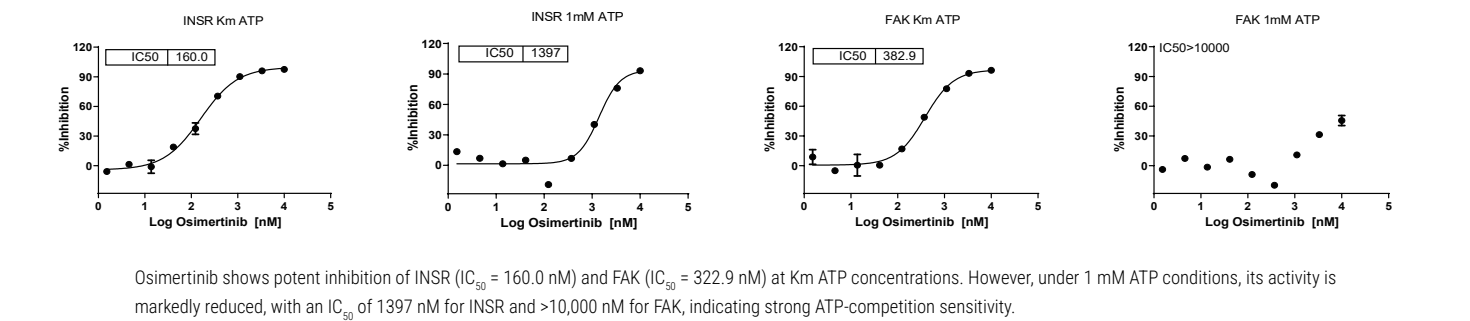 INSR Km ATP
120
90
60
30
0
%Inhibition
IC50 160.0
0 1 2 3 4 5
Log Osimertinib [nM]
INSR 1mM ATP
120
90
60
30
0
%Inhibition
IC50 1397
0 1 2 3 4 5
Log Osimertinib [nM]
FAK Km ATP
120
90
60
30
0
%Inhibition
IC50 382.9
0 1 2 3 4 5
Log Osimertinib [nM]
FAK 1mM ATP
120
90
60
30
0
%Inhibition
IC50>10000
0 1 2 3 4 5
Log Osimertinib [nM]
Osimertinib shows potent inhibition of INSR (IC₅₀ = 160.0 nM) and FAK (IC₅₀ = 322.9 nM) at Km ATP concentrations. However, under 1 mM ATP conditions, its activity is
markedly reduced, with an IC₅₀ of 1397 nM for INSR and >10,000 nM for FAK, indicating strong ATP-competition sensitivity.